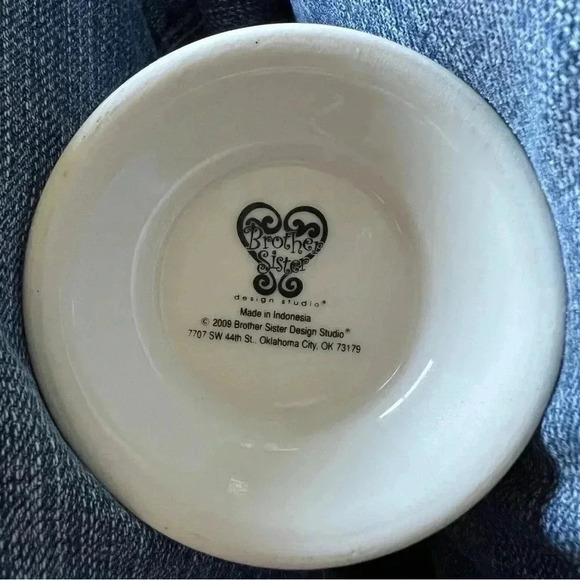 Brother
Sister
design studio®
Made in Indonesia
© 2009 Brother Sister Design Studio®
7707 SW 44th St., Oklahoma City, OK 73179